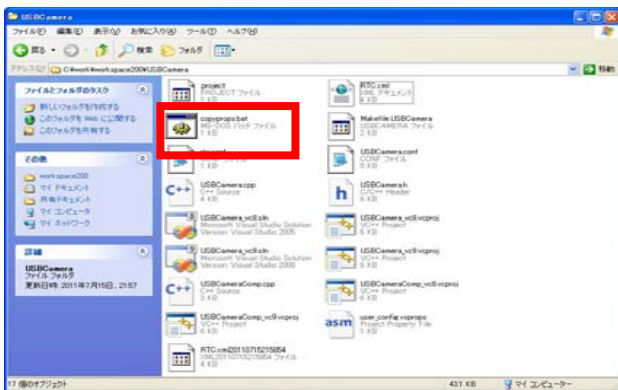 USBCamera
ファイル(F) 編集(E) 表示(V) お気に入り(A) ツール(T) ヘルプ(H)
戻る 検索 フォルダ
アドレス(D) C:¥work¥workspace200¥USBCamera 移動
ファイルとフォルダのタスク
新しいフォルダを作成する
このフォルダを Web に公開する
このフォルダを共有する
その他
workspace200
マイ ドキュメント
共有ドキュメント
マイ コンピュータ
マイ ネットワーク
詳細
USBCamera
ファイル フォルダ
更新日時: 2011年7月15日、21:57
.project
PROJECT ファイル
1 KB
RTC.xml
XML ドキュメント
copyprops.bat
MS-DOS バッチ ファイル
1 KB
Makefile.USBCamera
USBCAMERA ファイル
2 KB
1 KB
USBCamera.conf
CONF ファイル
USBCamera.cpp
C++ Source
4 KB
USBCamera.h
C/C++ Header
USBCamera_vc8.sln
Microsoft Visual Studio Solution
Version: Visual Studio 2005
USBCamera_vc8.vcproj
VC++ Project
6 KB
USBCamera_vc9.sln
Microsoft Visual Studio Solution
USBCamera_vc9.vcproj
VC++ Project
6 KB
USBCameraComp.cpp
C++ Source
USBCameraComp_vc8.vcproj
VC++ Project
6 KB
USBCameraComp_vc9.vcproj
VC++ Project
6 KB
user_config.vsprops
Project Property File
1 KB
RTC.xml20110715215854
XML20110715215854 ファイル
4 KB
17 個のオブジェクト 43.1 KB マイ コンピュータ